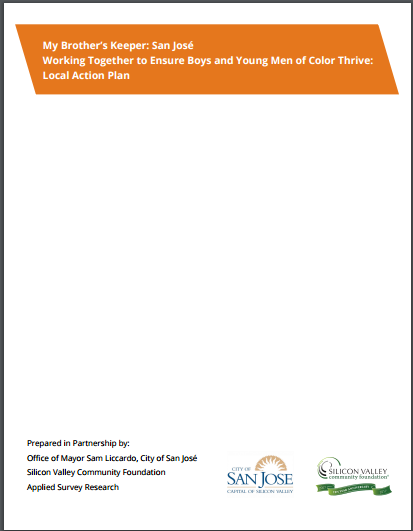 My Brother's Keeper: San José
Working Together to Ensure Boys and Young Men of Color Thrive:
Local Action Plan
Prepared in Partnership by:
Office of Mayor Sam Liccardo, City of San José
Silicon Valley Community Foundation
Applied Survey Research
CITY OF
SAN JOSE
CAPITAL OF SILICON VALLEY
SILICON VALLEY
community foundation®